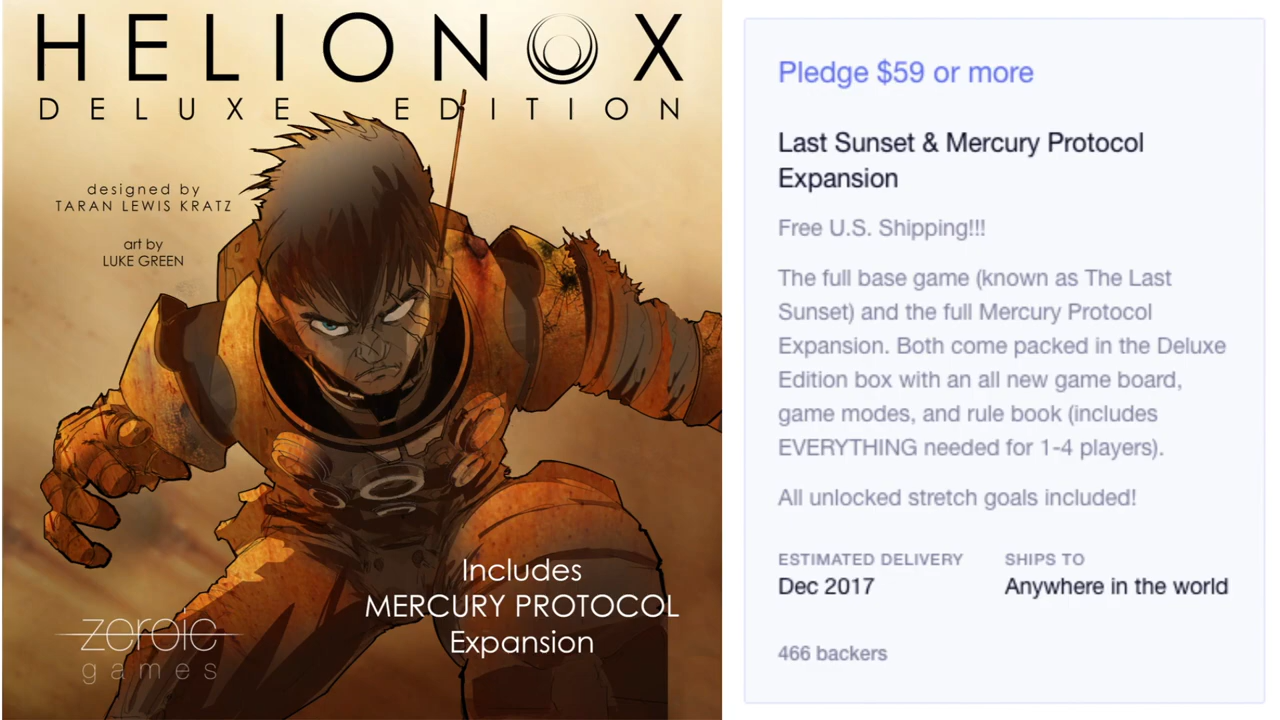 HELIONOX
DELUXE EDITION
designed by
TARAN LEWIS KRATZ
art by
LUKE GREEN
Includes
MERCURY PROTOCOL
Expansion
zeroic
games
Pledge $59 or more
Last Sunset & Mercury Protocol
Expansion
Free U.S. Shipping!!!
The full base game (known as The Last
Sunset) and the full Mercury Protocol
Expansion. Both come packed in the Deluxe
Edition box with an all new game board,
game modes, and rule book (includes
EVERYTHING needed for 1-4 players).
All unlocked stretch goals included!
ESTIMATED DELIVERY
Dec 2017
SHIPS TO
Anywhere in the world
466 backers